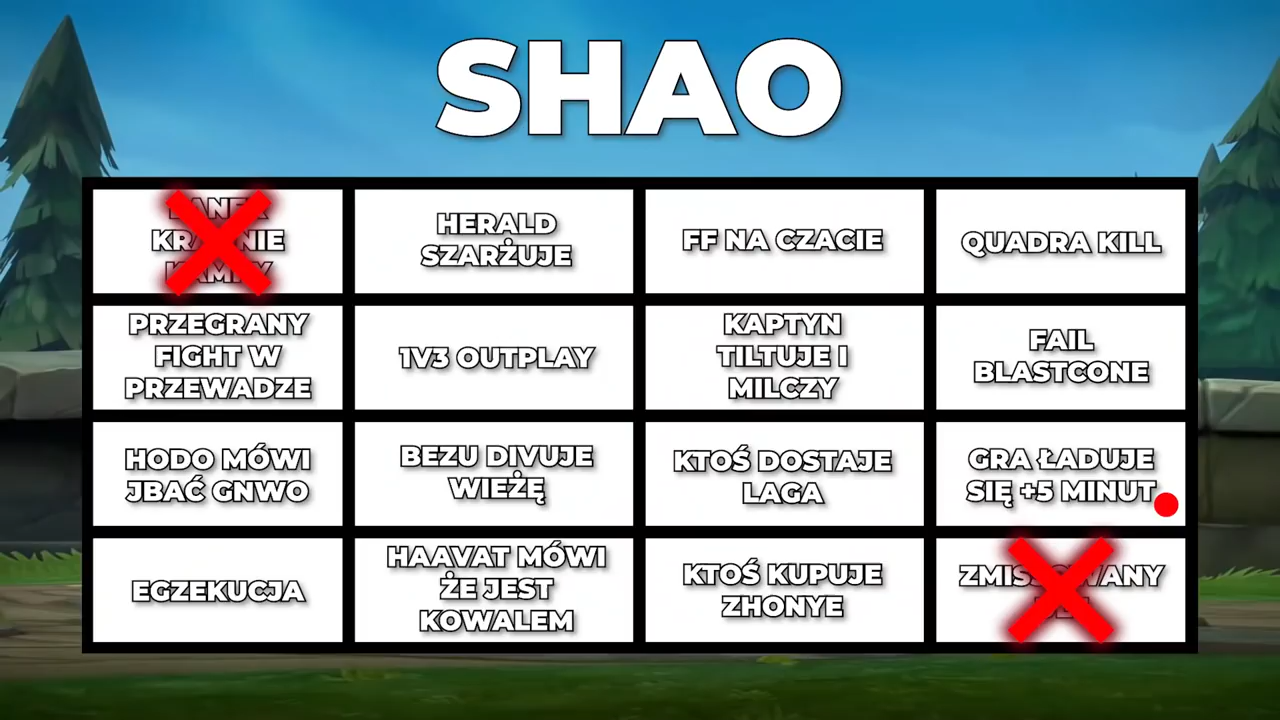 SHAO
HERALD
SZARŻUJE
FF NA CZACIE
QUADRA KILL
PRZEGRANY
FIGHT W
PRZEWADZE
1V3 OUTPLAY
KAPTYN
TILTUJE I
MILCZY
FAIL
BLASTCONE
HODO MÓWI
JBAĆ GNWO
BEZU DIVUJE
WIEŻĘ
KTOŚ DOSTAJE
LAGA
GRA ŁADUJE
SIĘ +5 MINUT
EGZEKUCJA
HAAVAT MÓWI
ŻE JEST
KOWALEM
KTOŚ KUPUJE
ZHONYE